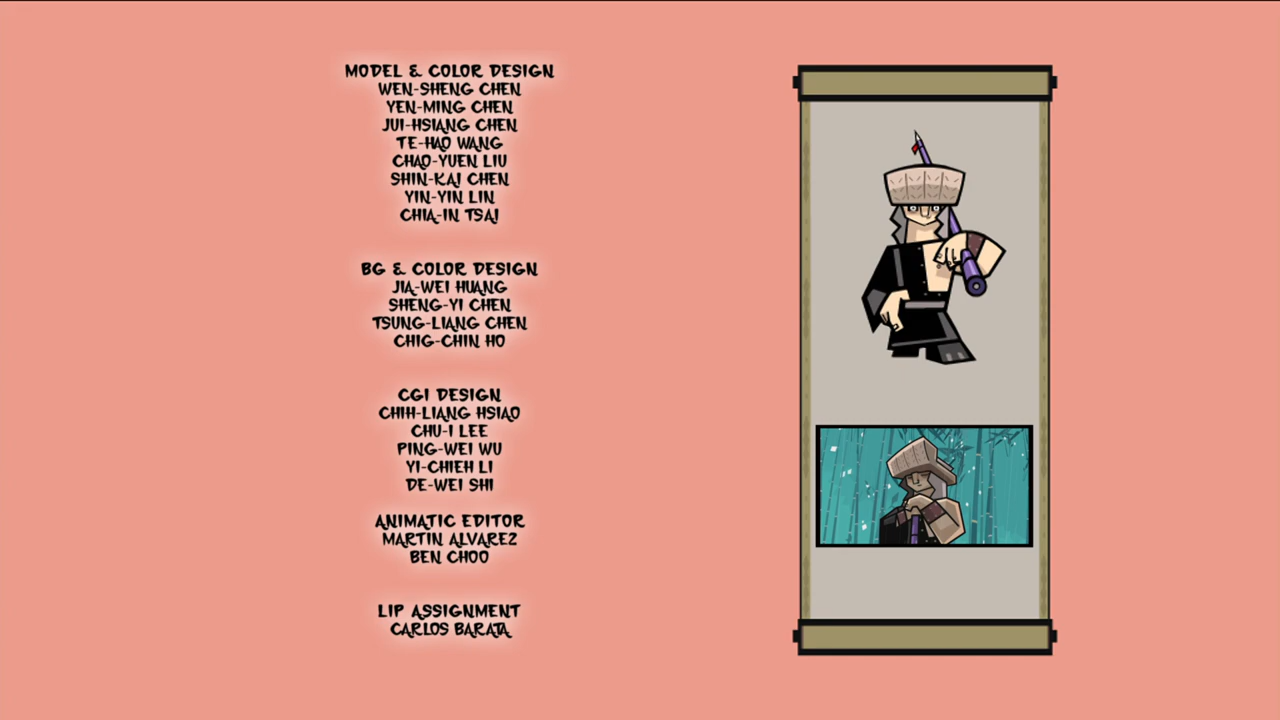 MODEL & COLOR DESIGN
WEN-SHENG CHEN
YEN-MING CHEN
JUI-HSIANG CHEN
TE-HAO WANG
CHAO-YUEN LIU
SHIN-KAI CHEN
YIN-YIN LIN
CHIA-IN TSAI
BG & COLOR DESIGN
JIA-WEI HUANG
SHENG-YI CHEN
TSUNG-LIANG CHEN
CHIG-CHIN HO
CGI DESIGN
CHIH-LIANG HSIAO
CHU-I LEE
PING-WEI WU
YI-CHIEH LI
DE-WEI SHI
ANIMATIC EDITOR
MARTIN ALVAREZ
BEN CHOO
LIP ASSIGNMENT
CARLOS BARATA